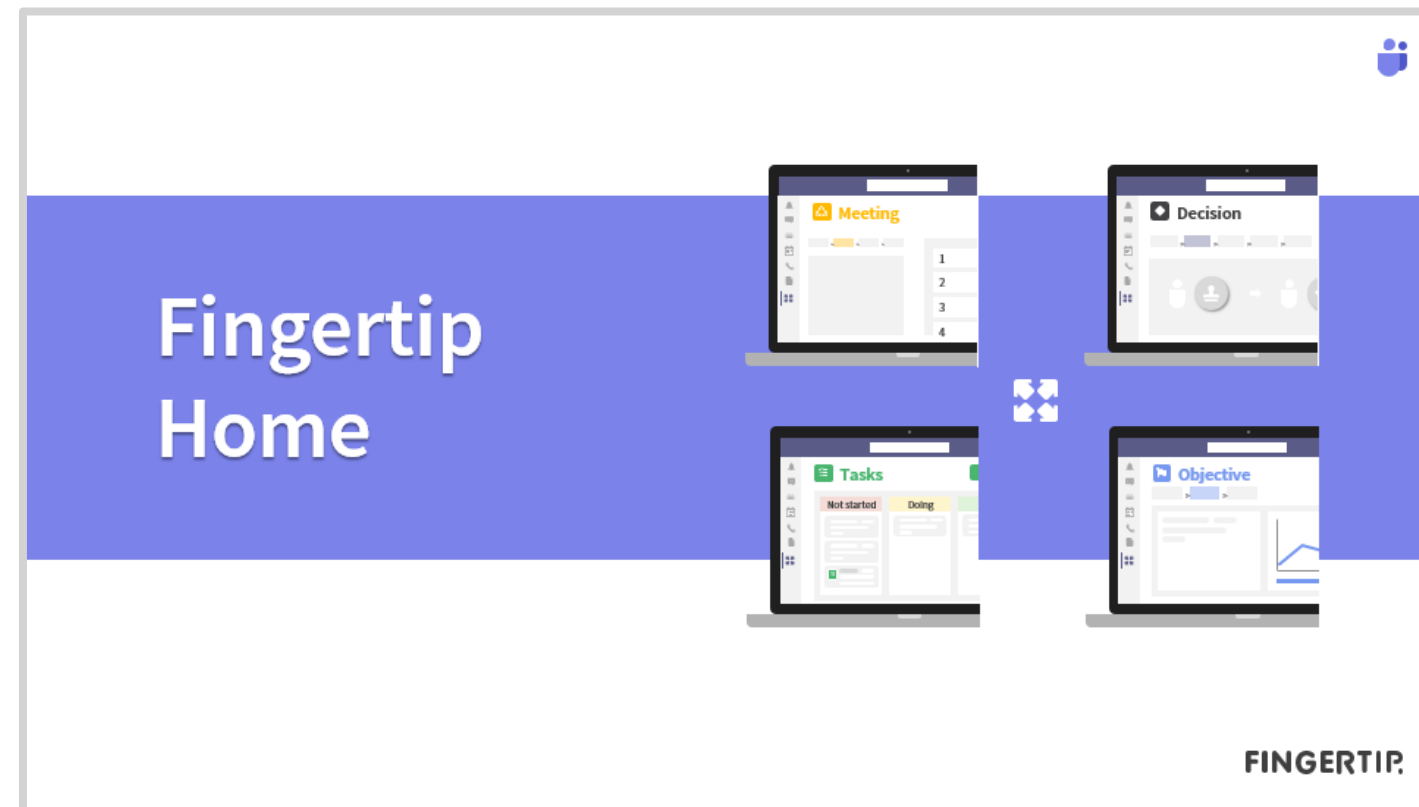 Fingertip
Home
Meeting
1
2
3
4
Decision
Tasks
Not started
Doing
Objective
FINGERTIP.